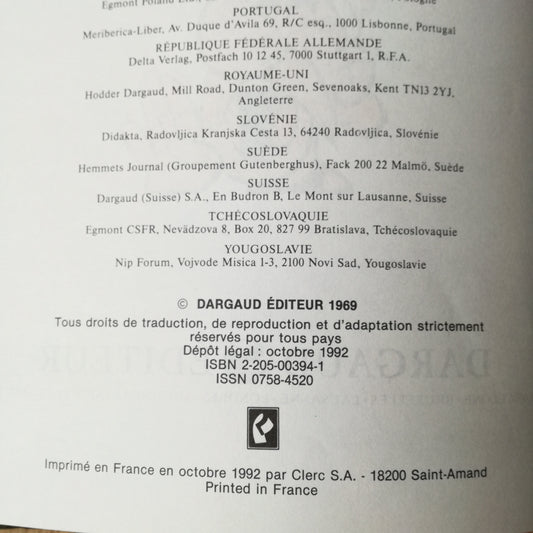 Egmont Poland Ltd.
PORTUGAL
Meriberica-Liber, Av. Duque d'Avila 69, R/C esq., 1000 Lisbonne, Portugal
RÉPUBLIQUE FÉDÉRALE ALLEMANDE
Delta Verlag, Postfach 10 12 45, 7000 Stuttgart 1, R.F.A.
ROYAUME-UNI
Hodder Dargaud, Mill Road, Dunton Green, Sevenoaks, Kent TN13 2YJ,
Angleterre
SLOVÉNIE
Didakta, Radovljica Kranjska Cesta 13, 64240 Radovljica, Slovénie
SUÈDE
Hemmets Journal (Groupement Gutenberghus), Fack 200 22 Malmö, Suède
SUISSE
Dargaud (Suisse) S.A., En Budron B, Le Mont sur Lausanne, Suisse
TCHÉCOSLOVAQUIE
Egmont CSFR, Nevädzova 8, Box 20, 827 99 Bratislava, Tchécoslovaquie
YOUGOSLAVIE
Nip Forum, Vojvode Misica 1-3, 2100 Novi Sad, Yougoslavie
© DARGAUD ÉDITEUR 1969
Tous droits de traduction, de reproduction et d'adaptation strictement
réservés pour tous pays
Dépôt légal : octobre 1992
ISBN 2-205-00394-1
ISSN 0758-4520
Imprimé en France en octobre 1992 par Clerc S.A. - 18200 Saint-Amand
Printed in France